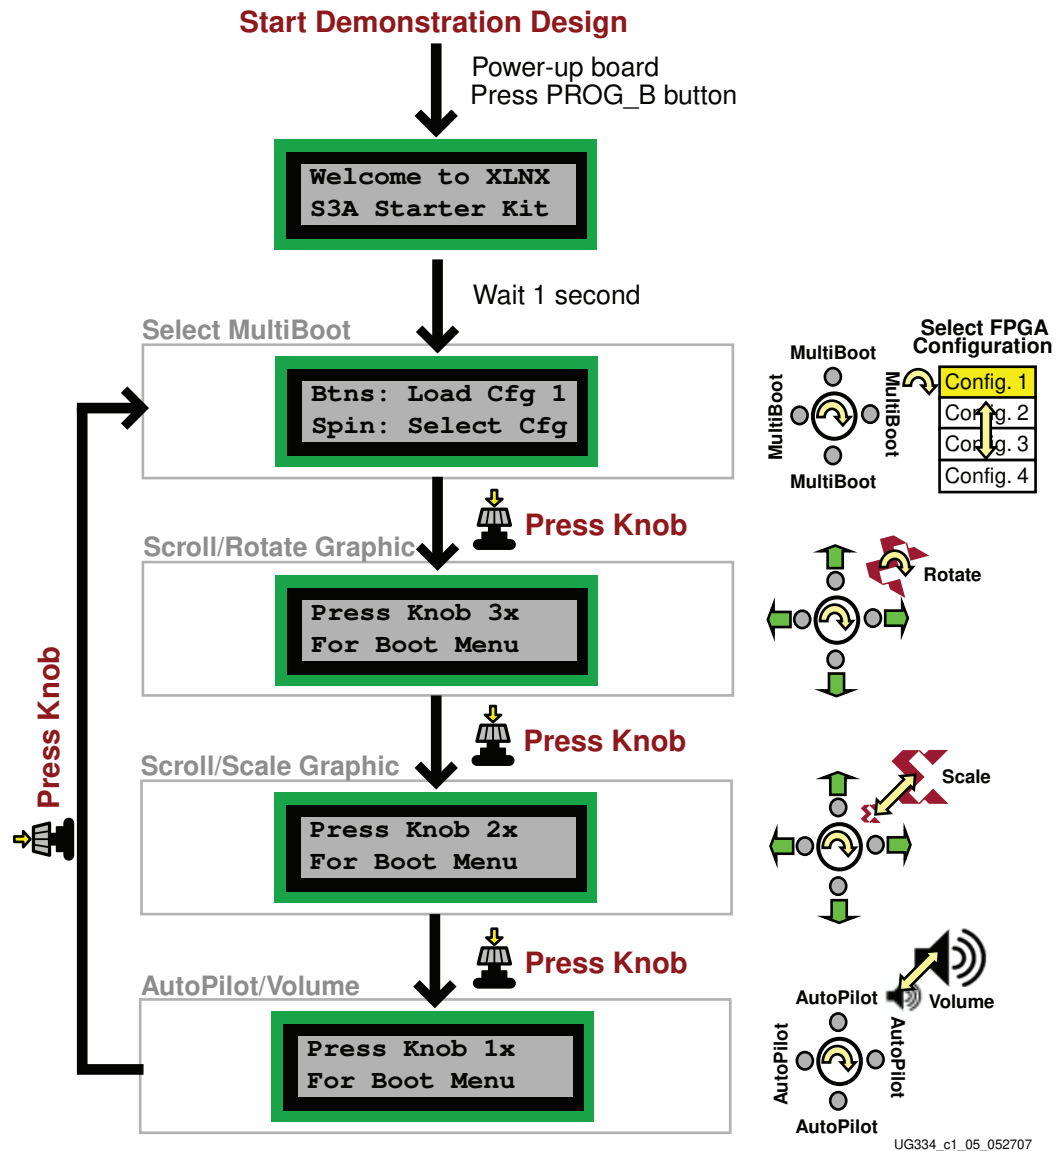 Start Demonstration Design
Power-up board
Press PROG_B button
Welcome to XLNX
S3A Starter Kit
Wait 1 second
Select MultiBoot
Btns: Load Cfg 1
Spin: Select Cfg
MultiBoot
MultiBoot
MultiBoot
MultiBoot
Select FPGA
Configuration
Config. 1
Config. 2
Config. 3
Config. 4
Press Knob
Scroll/Rotate Graphic
Press Knob 3x
For Boot Menu
Rotate
Press Knob
Press Knob
Scroll/Scale Graphic
Press Knob 2x
For Boot Menu
Scale
Press Knob
AutoPilot/Volume
Press Knob 1x
For Boot Menu
AutoPilot
Volume
AutoPilot
AutoPilot
AutoPilot
UG334_c1_05_052707